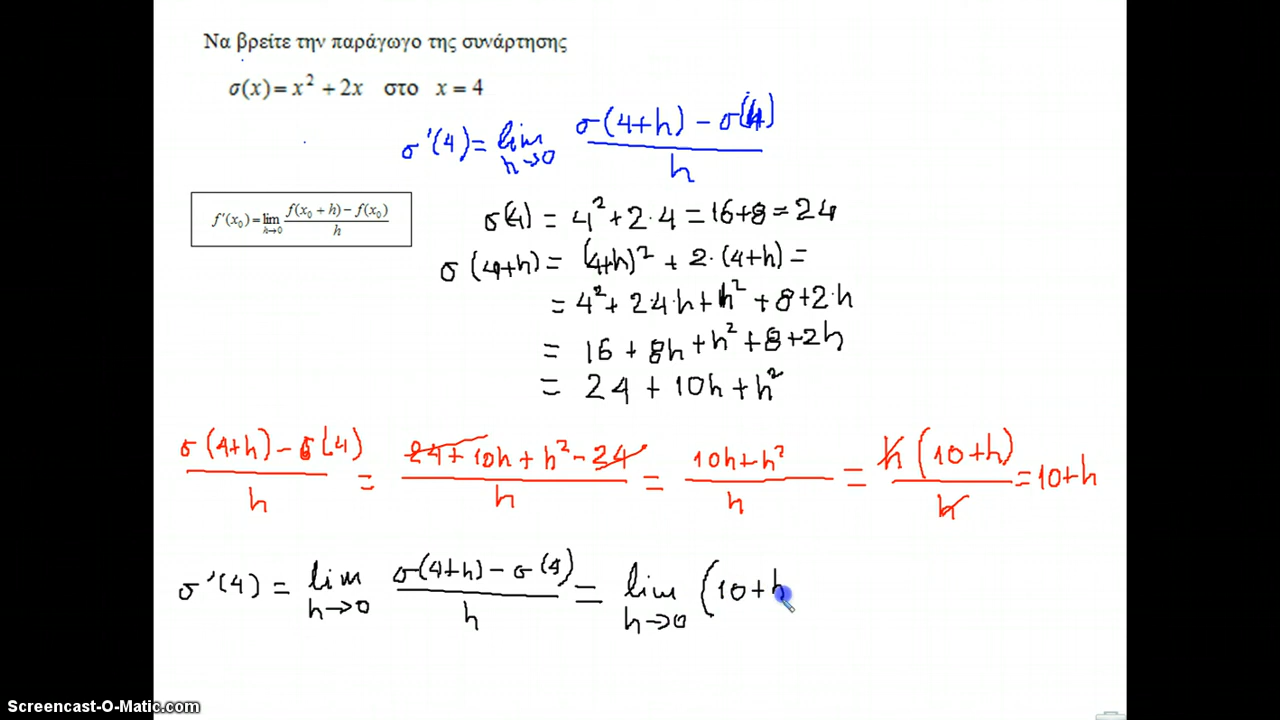 Να βρείτε την παράγωγο της συνάρτησης
σ(x) = x² + 2x στο x = 4
σ'(4) = lim h→0 (σ(4+h) − σ(4)) / h
f'(x₀) = lim h→0 (f(x₀ + h) − f(x₀)) / h
σ(4) = 4² + 2·4 = 16+8 = 24
σ(4+h) = (4+h)² + 2·(4+h) =
= 4² + 2·4·h + h² + 8 + 2·h
= 16 + 8h + h² + 8 + 2h
= 24 + 10h + h²
(σ(4+h) − σ(4)) / h = (24 + 10h + h² − 24) / h = (10h + h²) / h = h(10+h) / h = 10+h
σ'(4) = lim h→0 (σ(4+h) − σ(4)) / h = lim h→0 (10+h
Screencast-O-Matic.com